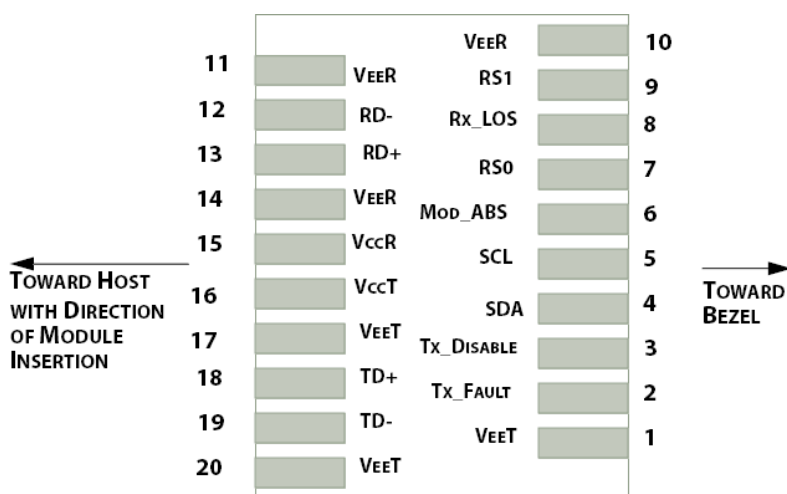 VEER 10
11 VEER
RS1 9
12 RD-
Rx_LOS 8
13 RD+
RS0 7
14 VEER
MOD_ABS 6
15 VCCR
SCL 5
16 VCCT
SDA 4
17 VEET
TX_DISABLE 3
18 TD+
TX_FAULT 2
19 TD-
VEET 1
20 VEET
TOWARD HOST
WITH DIRECTION
OF MODULE
INSERTION
TOWARD
BEZEL